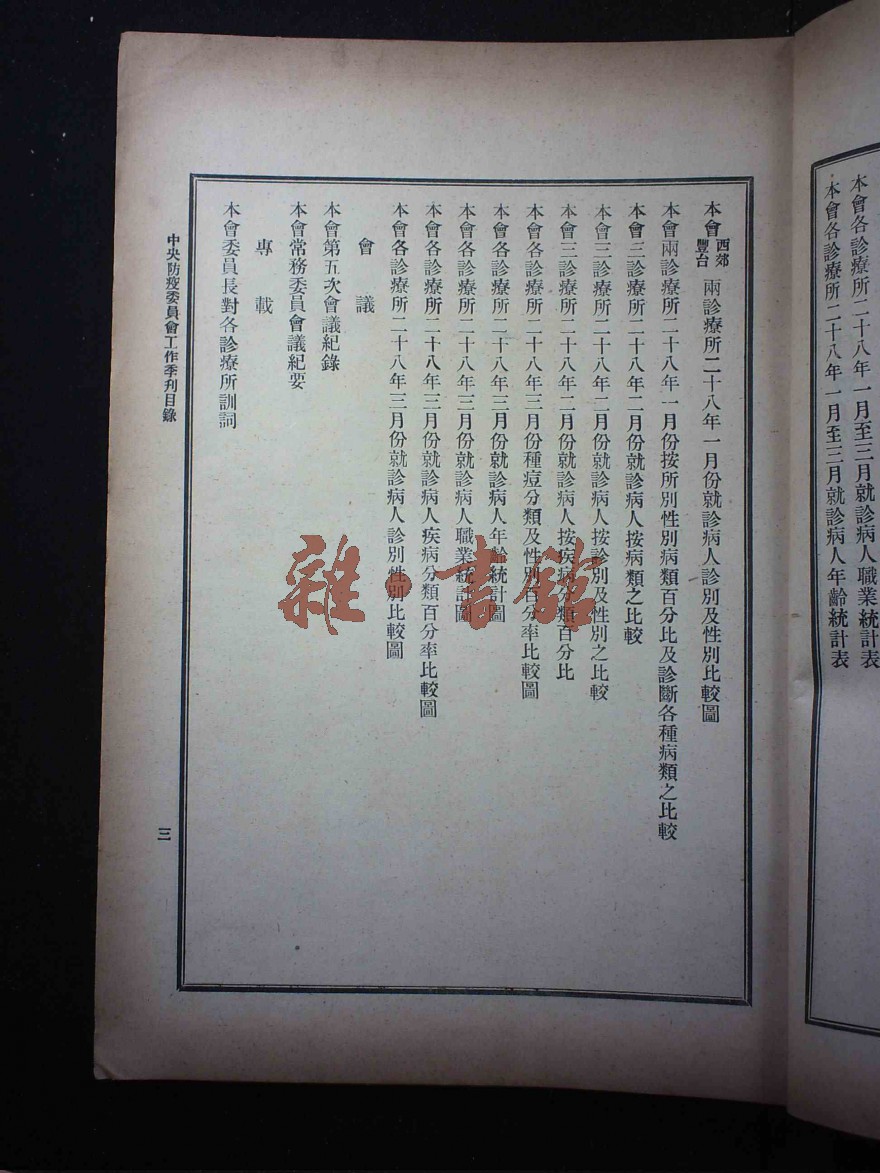 本會各診療所二十八年一月至三月就診病人職業統計表
本會各診療所二十八年一月至三月就診病人年齡統計表
本會西郊豐台兩診療所二十八年一月份就診病人診別及性別比較圖
本會兩診療所二十八年一月份按所別性別病類百分比及診斷各種病類之比較
本會三診療所二十八年二月份就診病人按病類之比較
本會三診療所二十八年二月份就診病人按診別及性別之比較
本會三診療所二十八年二月份就診病人按疾病分類百分比
本會各診療所二十八年三月份種痘分類及性別百分率比較圖
本會各診療所二十八年三月份就診病人年齡統計圖
本會各診療所二十八年三月份就診病人職業統計圖
本會各診療所二十八年三月份就診病人疾病分類百分率比較圖
本會各診療所二十八年三月份就診病人診別性別比較圖
會議
本會第五次會議紀錄
本會常務委員會議紀要
專載
本會委員長對各診療所訓詞
中央防疫委員會工作季刊目錄
三
雜·書館